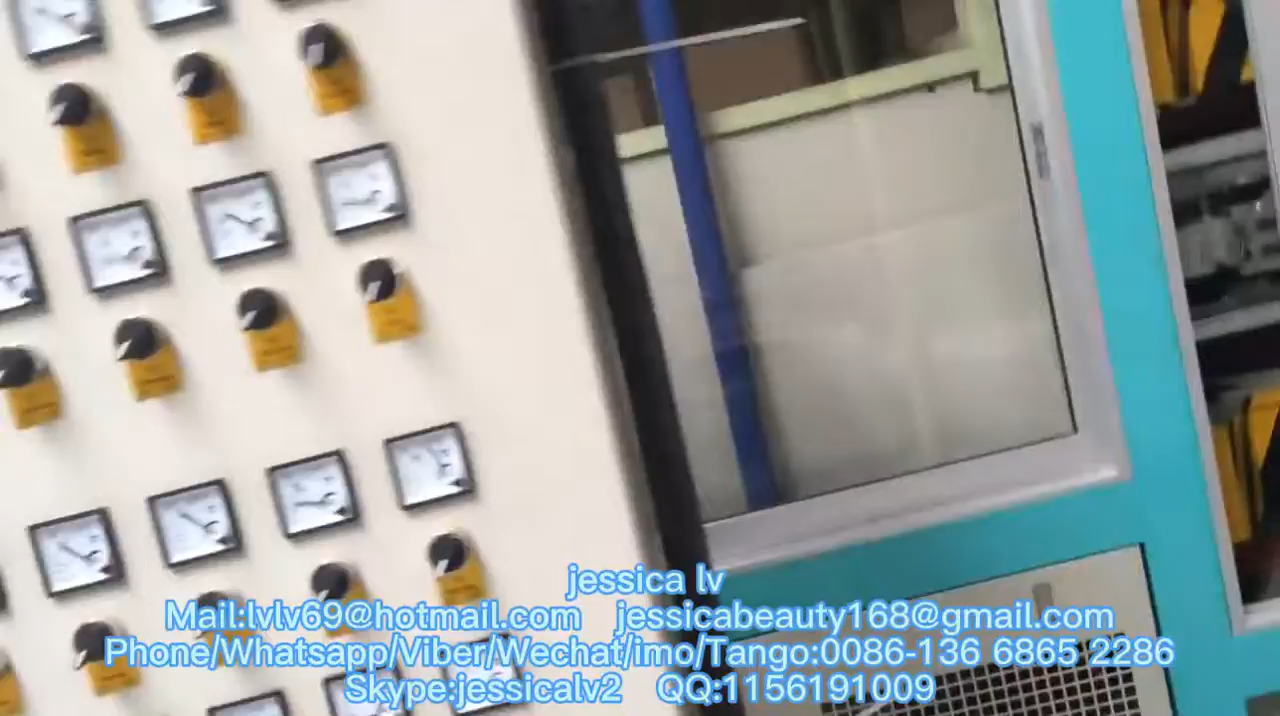 jessica lv
Mail:lvlv69@hotmail.com jessicabeauty168@gmail.com
Phone/Whatsapp/Viber/Wechat/imo/Tango:0086-136 6865 2286
Skype:jessicalv2 QQ:1156191009